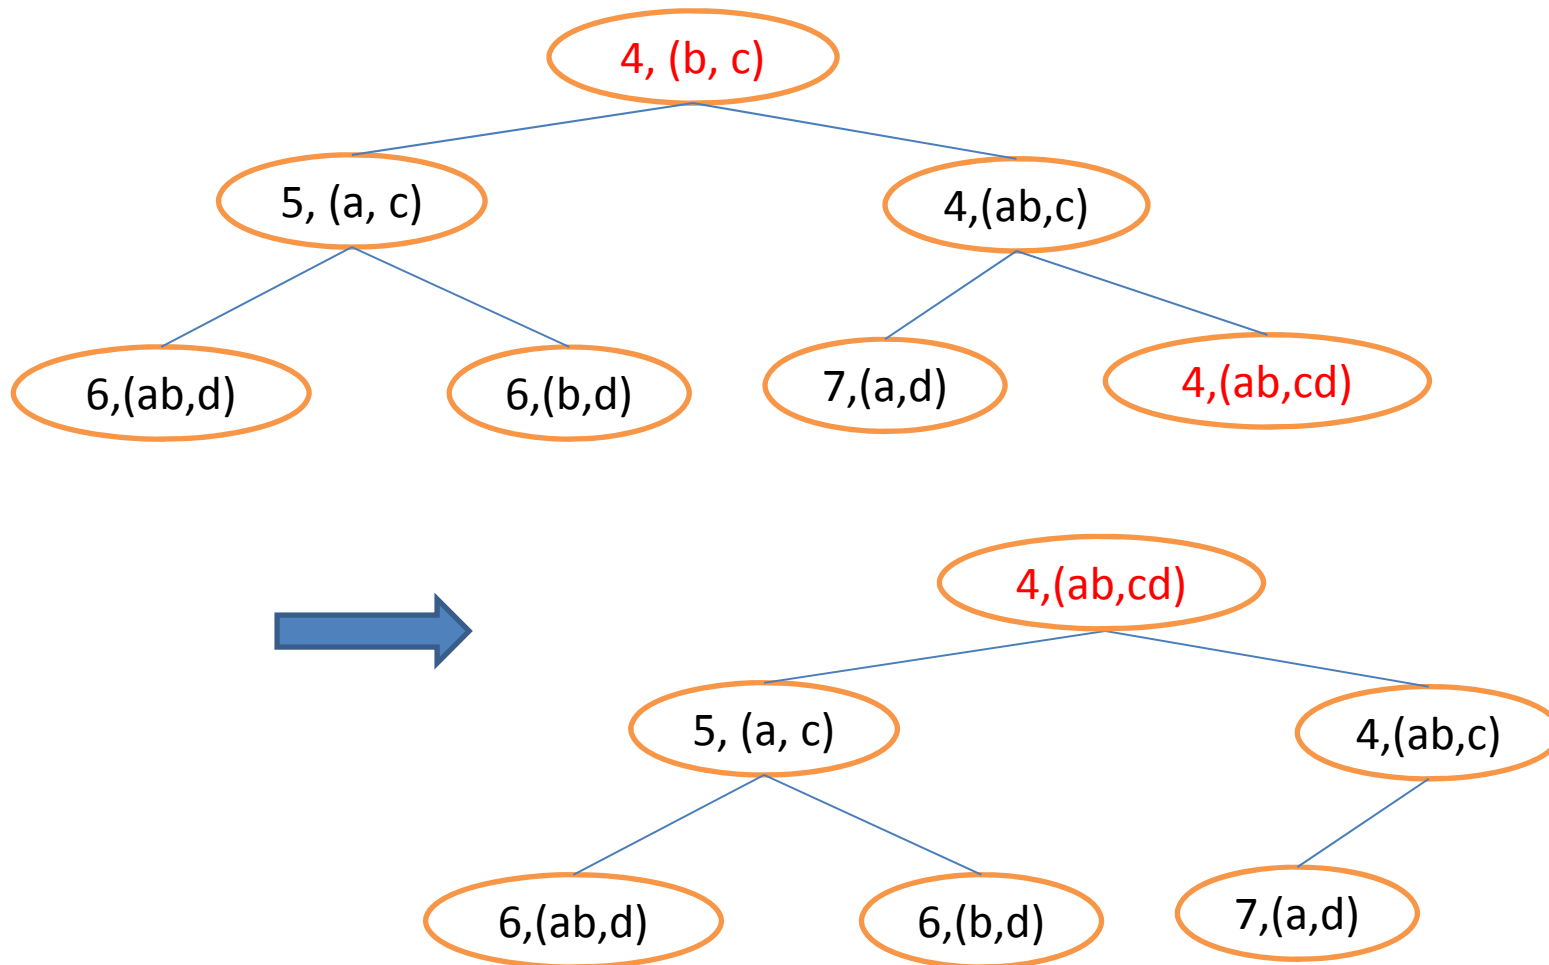 4, (b, c)
5, (a, c)
4,(ab,c)
6,(ab,d)
6,(b,d)
7,(a,d)
4,(ab,cd)
4,(ab,cd)
5, (a, c)
4,(ab,c)
6,(ab,d)
6,(b,d)
7,(a,d)